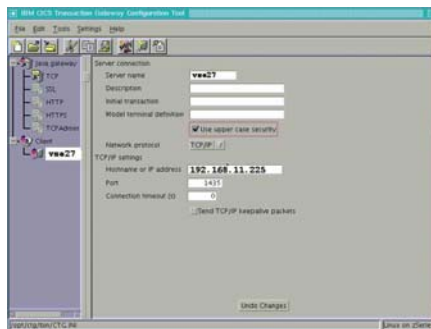 IBM CICS Transaction Gateway Configuration Tool
File Edit Tools Settings Help
Java gateway
TCP
SSL
HTTP
HTTPS
TCPAdmin
Client
vse27
Server connection
Server name vse27
Description
Initial transaction
Model terminal definition
Use upper case security
Network protocol TCP/IP
TCP/IP settings
Hostname or IP address 192.168.11.225
Port 1435
Connection timeout (s) 0
Send TCP/IP keepalive packets
Undo Changes
/opt/ctg/bin/CTG.INI
Linux on zSerie